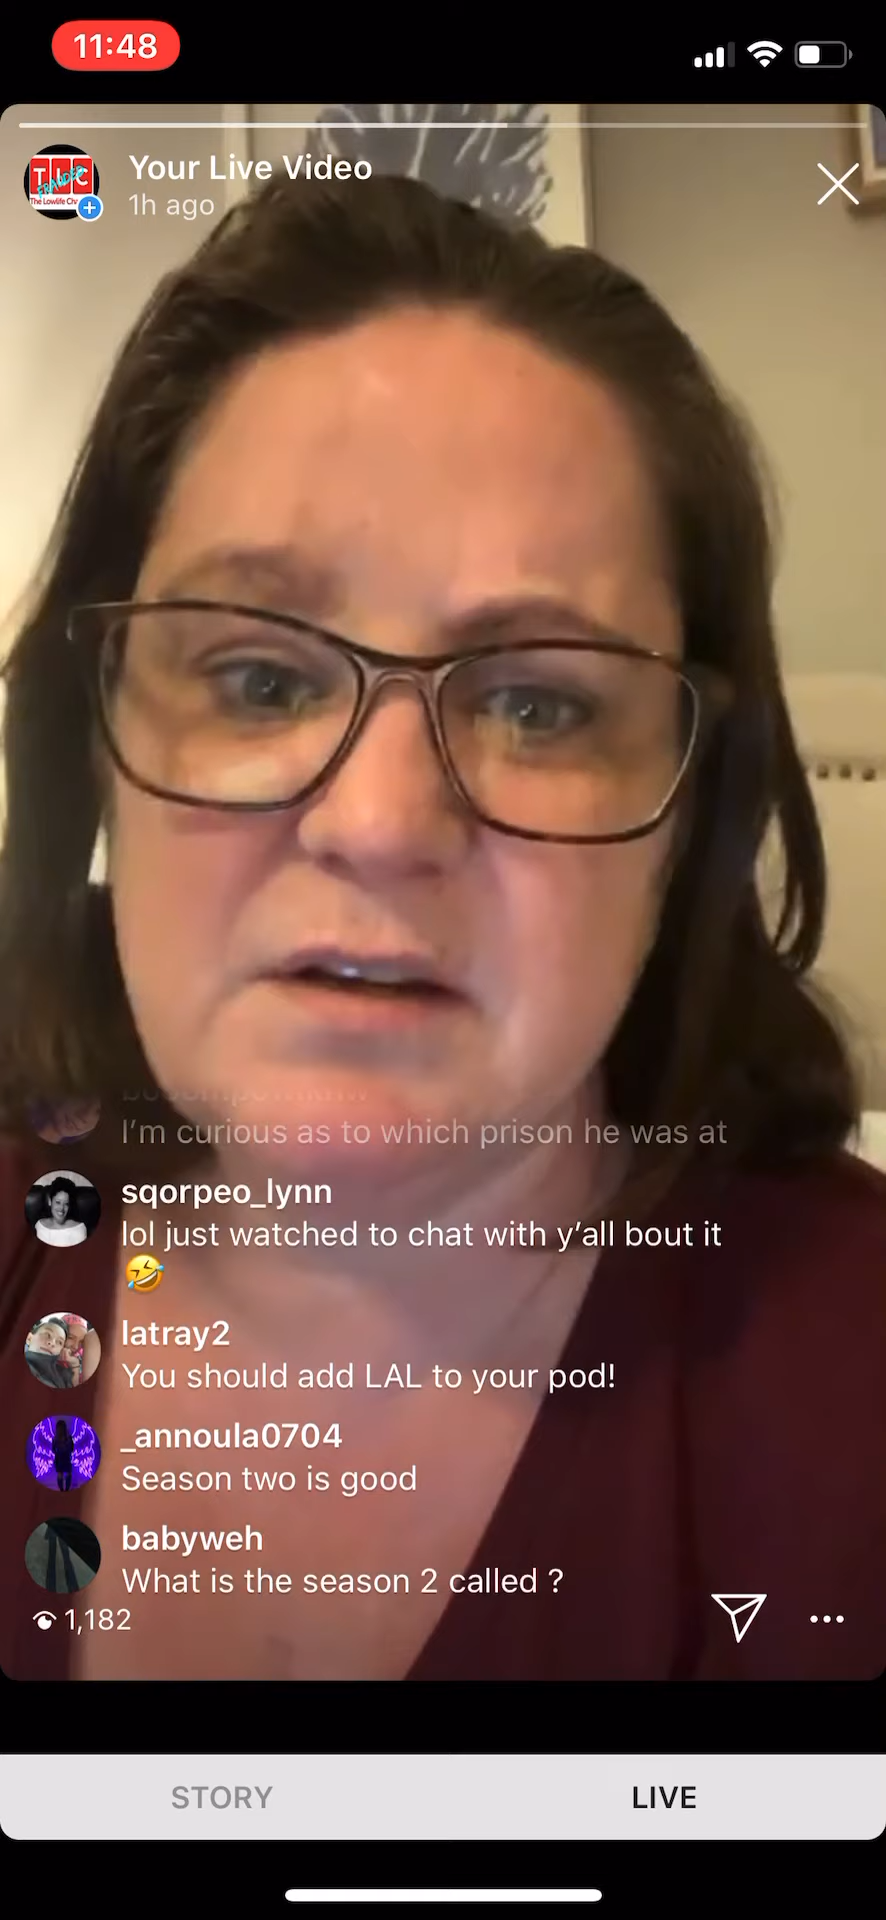 11:48
TLC
FRAUDED
Your Live Video
1h ago
I'm curious as to which prison he was at
sqorpeo_lynn
lol just watched to chat with y'all bout it
🤣
latray2
You should add LAL to your pod!
_annoula0704
Season two is good
babyweh
What is the season 2 called ?
1,182
STORY
LIVE